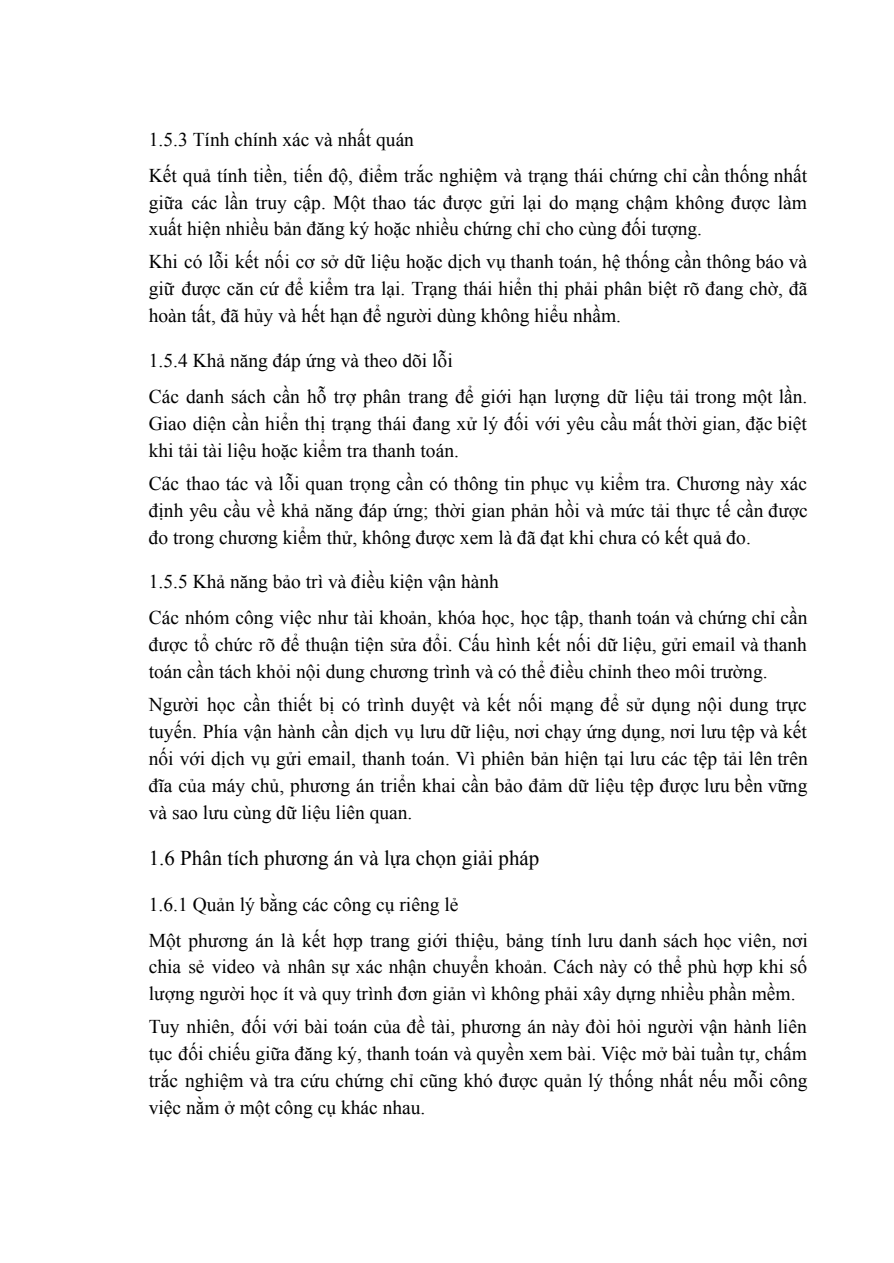 1.5.3 Tính chính xác và nhất quán
Kết quả tính tiền, tiến độ, điểm trắc nghiệm và trạng thái chứng chỉ cần thống nhất
giữa các lần truy cập. Một thao tác được gửi lại do mạng chậm không được làm
xuất hiện nhiều bản đăng ký hoặc nhiều chứng chỉ cho cùng đối tượng.
Khi có lỗi kết nối cơ sở dữ liệu hoặc dịch vụ thanh toán, hệ thống cần thông báo và
giữ được căn cứ để kiểm tra lại. Trạng thái hiển thị phải phân biệt rõ đang chờ, đã
hoàn tất, đã hủy và hết hạn để người dùng không hiểu nhầm.
1.5.4 Khả năng đáp ứng và theo dõi lỗi
Các danh sách cần hỗ trợ phân trang để giới hạn lượng dữ liệu tải trong một lần.
Giao diện cần hiển thị trạng thái đang xử lý đối với yêu cầu mất thời gian, đặc biệt
khi tải tài liệu hoặc kiểm tra thanh toán.
Các thao tác và lỗi quan trọng cần có thông tin phục vụ kiểm tra. Chương này xác
định yêu cầu về khả năng đáp ứng; thời gian phản hồi và mức tải thực tế cần được
đo trong chương kiểm thử, không được xem là đã đạt khi chưa có kết quả đo.
1.5.5 Khả năng bảo trì và điều kiện vận hành
Các nhóm công việc như tài khoản, khóa học, học tập, thanh toán và chứng chỉ cần
được tổ chức rõ để thuận tiện sửa đổi. Cấu hình kết nối dữ liệu, gửi email và thanh
toán cần tách khỏi nội dung chương trình và có thể điều chỉnh theo môi trường.
Người học cần thiết bị có trình duyệt và kết nối mạng để sử dụng nội dung trực
tuyến. Phía vận hành cần dịch vụ lưu dữ liệu, nơi chạy ứng dụng, nơi lưu tệp và kết
nối với dịch vụ gửi email, thanh toán. Vì phiên bản hiện tại lưu các tệp tải lên trên
đĩa của máy chủ, phương án triển khai cần bảo đảm dữ liệu tệp được lưu bền vững
và sao lưu cùng dữ liệu liên quan.
1.6 Phân tích phương án và lựa chọn giải pháp
1.6.1 Quản lý bằng các công cụ riêng lẻ
Một phương án là kết hợp trang giới thiệu, bảng tính lưu danh sách học viên, nơi
chia sẻ video và nhân sự xác nhận chuyển khoản. Cách này có thể phù hợp khi số
lượng người học ít và quy trình đơn giản vì không phải xây dựng nhiều phần mềm.
Tuy nhiên, đối với bài toán của đề tài, phương án này đòi hỏi người vận hành liên
tục đối chiếu giữa đăng ký, thanh toán và quyền xem bài. Việc mở bài tuần tự, chấm
trắc nghiệm và tra cứu chứng chỉ cũng khó được quản lý thống nhất nếu mỗi công
việc nằm ở một công cụ khác nhau.